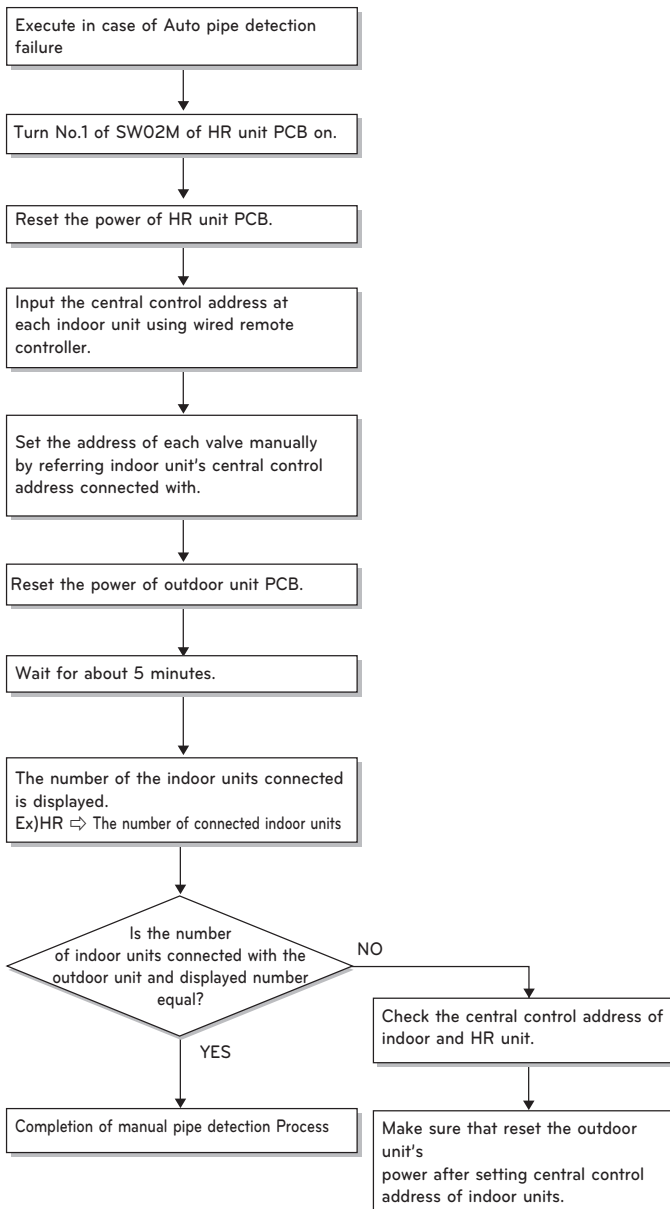 Execute in case of Auto pipe detection
failure
Turn No.1 of SW02M of HR unit PCB on.
Reset the power of HR unit PCB.
Input the central control address at
each indoor unit using wired remote
controller.
Set the address of each valve manually
by referring indoor unit's central control
address connected with.
Reset the power of outdoor unit PCB.
Wait for about 5 minutes.
The number of the indoor units connected
is displayed.
Ex)HR ⇨ The number of connected indoor units
Is the number
of indoor units connected with the
outdoor unit and displayed number
equal?
NO
YES
Check the central control address of
indoor and HR unit.
Completion of manual pipe detection Process
Make sure that reset the outdoor
unit's
power after setting central control
address of indoor units.